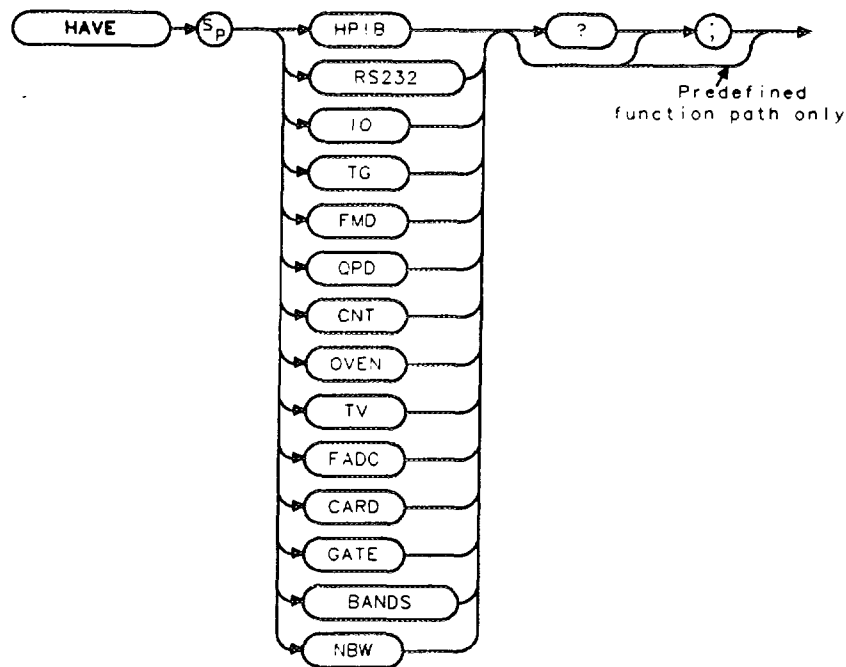 HAVE SP HP!B ? ;
RS232
Predefined
function path only
IO
TG
FMD
QPD
CNT
OVEN
TV
FADC
CARD
GATE
BANDS
NBW